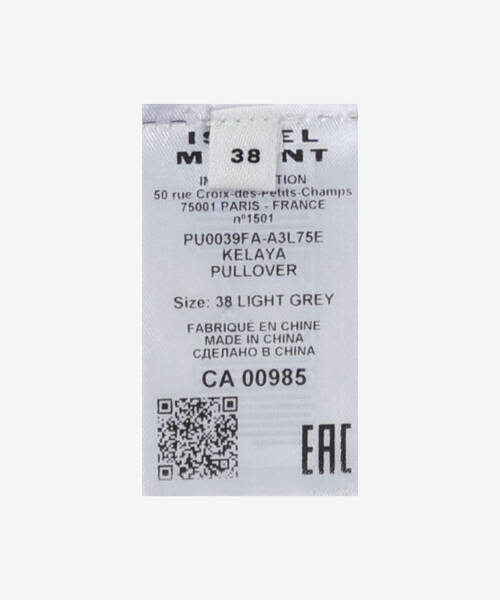 38
50 rue Croix-des-Petits-Champs
75001 PARIS - FRANCE
n°1501
PU0039FA-A3L75E
KELAYA
PULLOVER
Size: 38 LIGHT GREY
FABRIQUÉ EN CHINE
MADE IN CHINA
СДЕЛАНО В CHINA
CA 00985
EAC